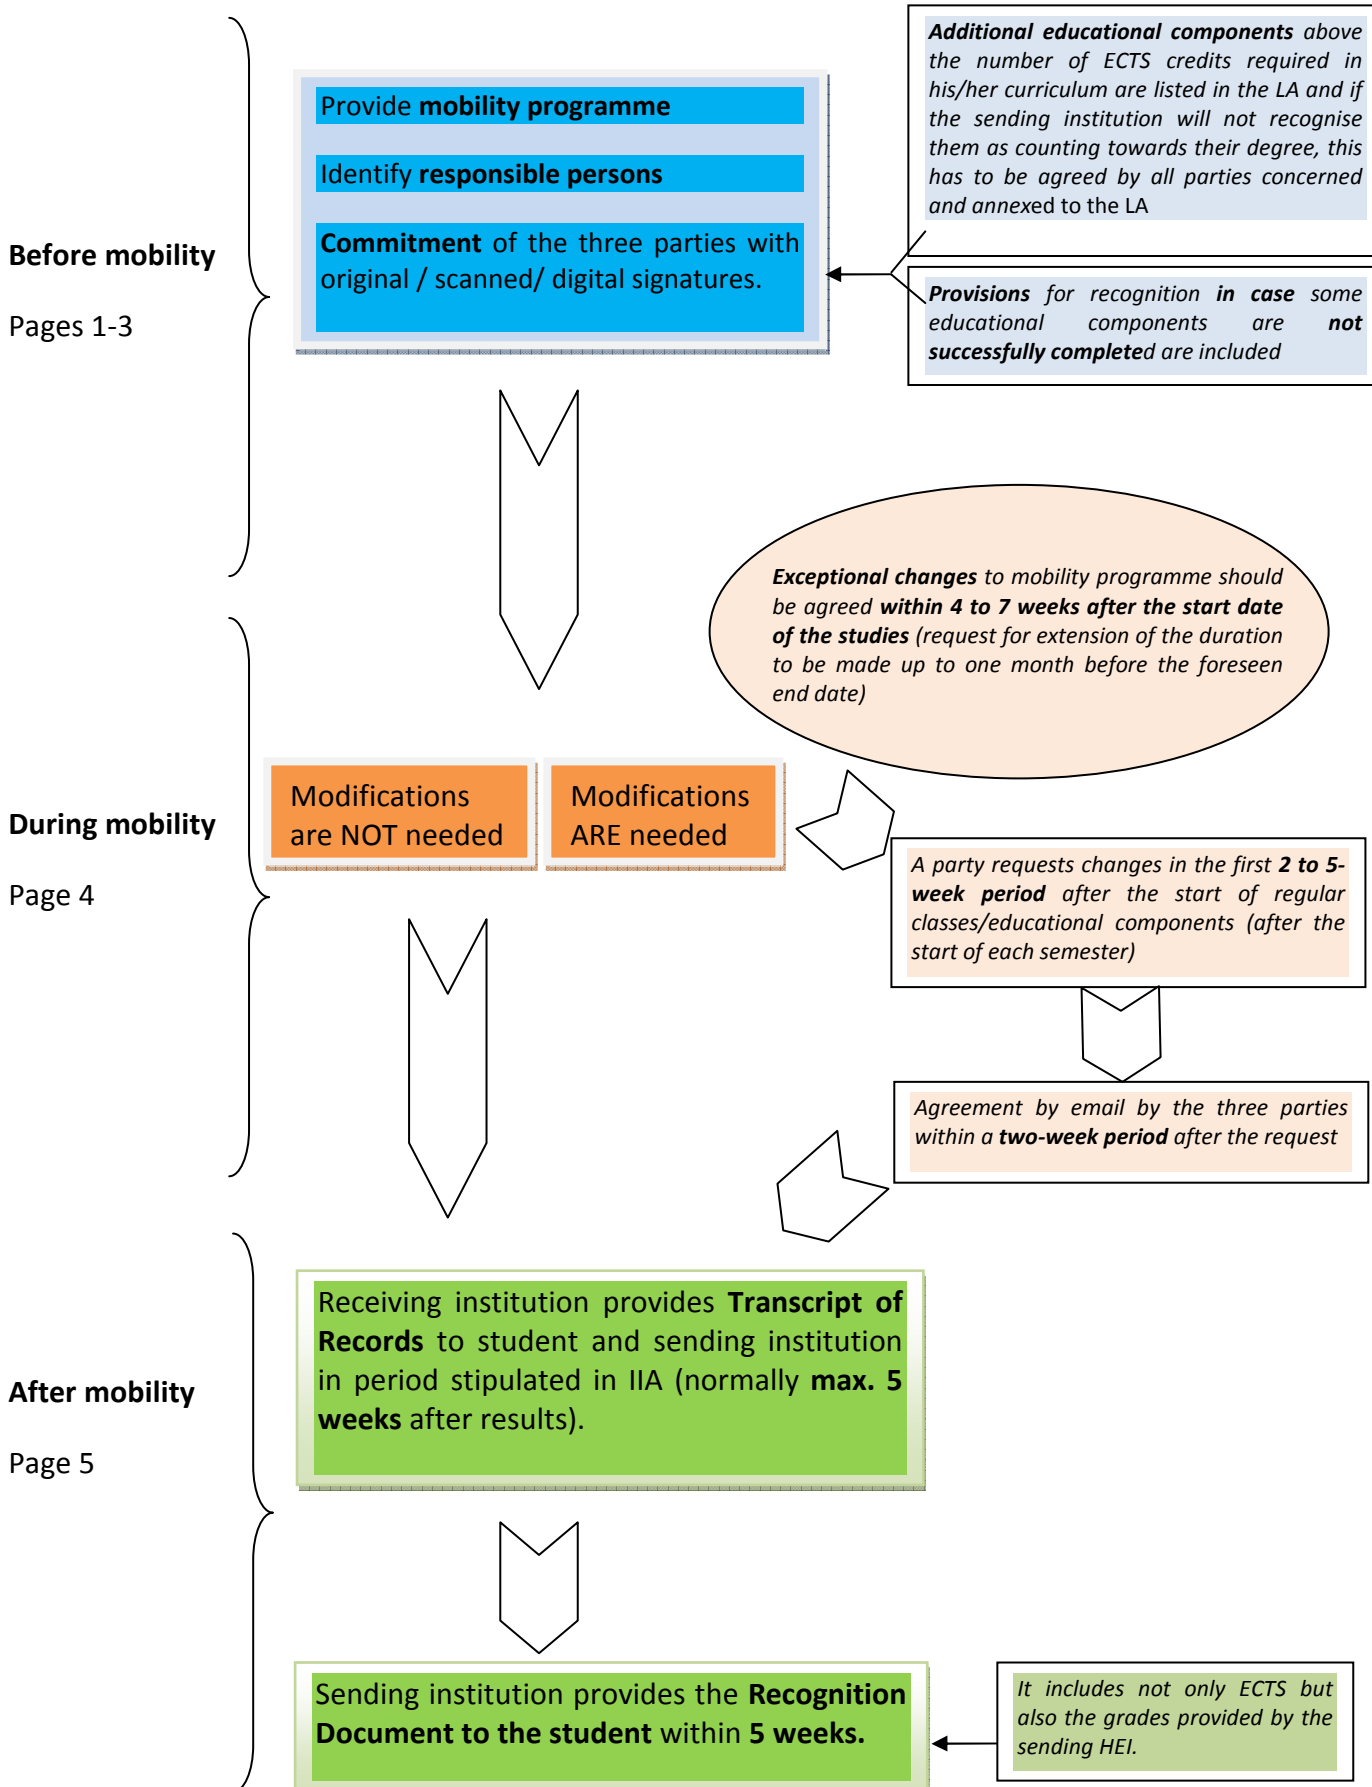 Before mobility
Pages 1-3
Provide mobility programme
Identify responsible persons
Commitment of the three parties with
original / scanned/ digital signatures.
Additional educational components above
the number of ECTS credits required in
his/her curriculum are listed in the LA and if
the sending institution will not recognise
them as counting towards their degree, this
has to be agreed by all parties concerned
and annexed to the LA
Provisions for recognition in case some
educational components are not
successfully completed are included
Exceptional changes to mobility programme should
be agreed within 4 to 7 weeks after the start date
of the studies (request for extension of the duration
to be made up to one month before the foreseen
end date)
During mobility
Page 4
Modifications
are NOT needed
Modifications
ARE needed
A party requests changes in the first 2 to 5-
week period after the start of regular
classes/educational components (after the
start of each semester)
Agreement by email by the three parties
within a two-week period after the request
After mobility
Page 5
Receiving institution provides Transcript of
Records to student and sending institution
in period stipulated in IIA (normally max. 5
weeks after results).
Sending institution provides the Recognition
Document to the student within 5 weeks.
It includes not only ECTS but
also the grades provided by the
sending HEI.